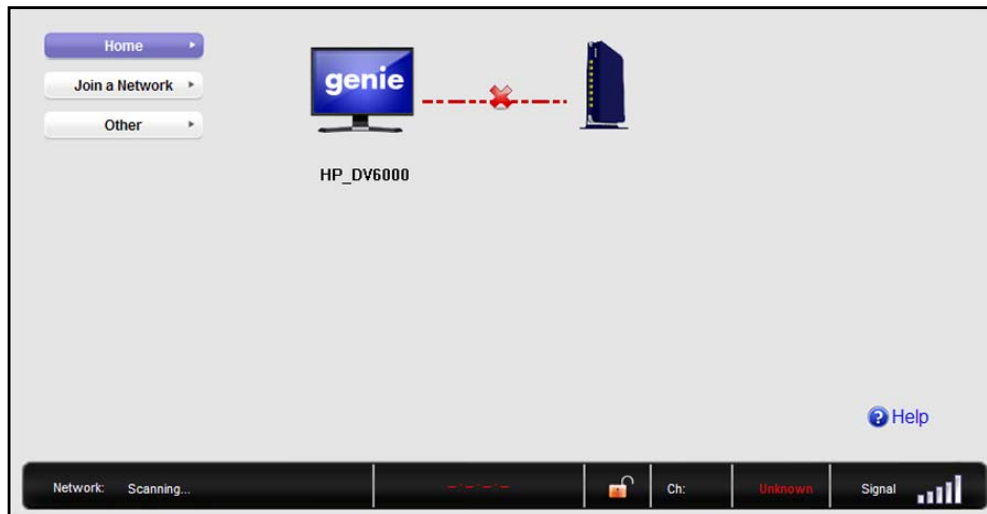 Home
Join a Network
Other
genie
HP_DV6000
Help
Network: Scanning... -.-.-.- Ch: Unknown Signal